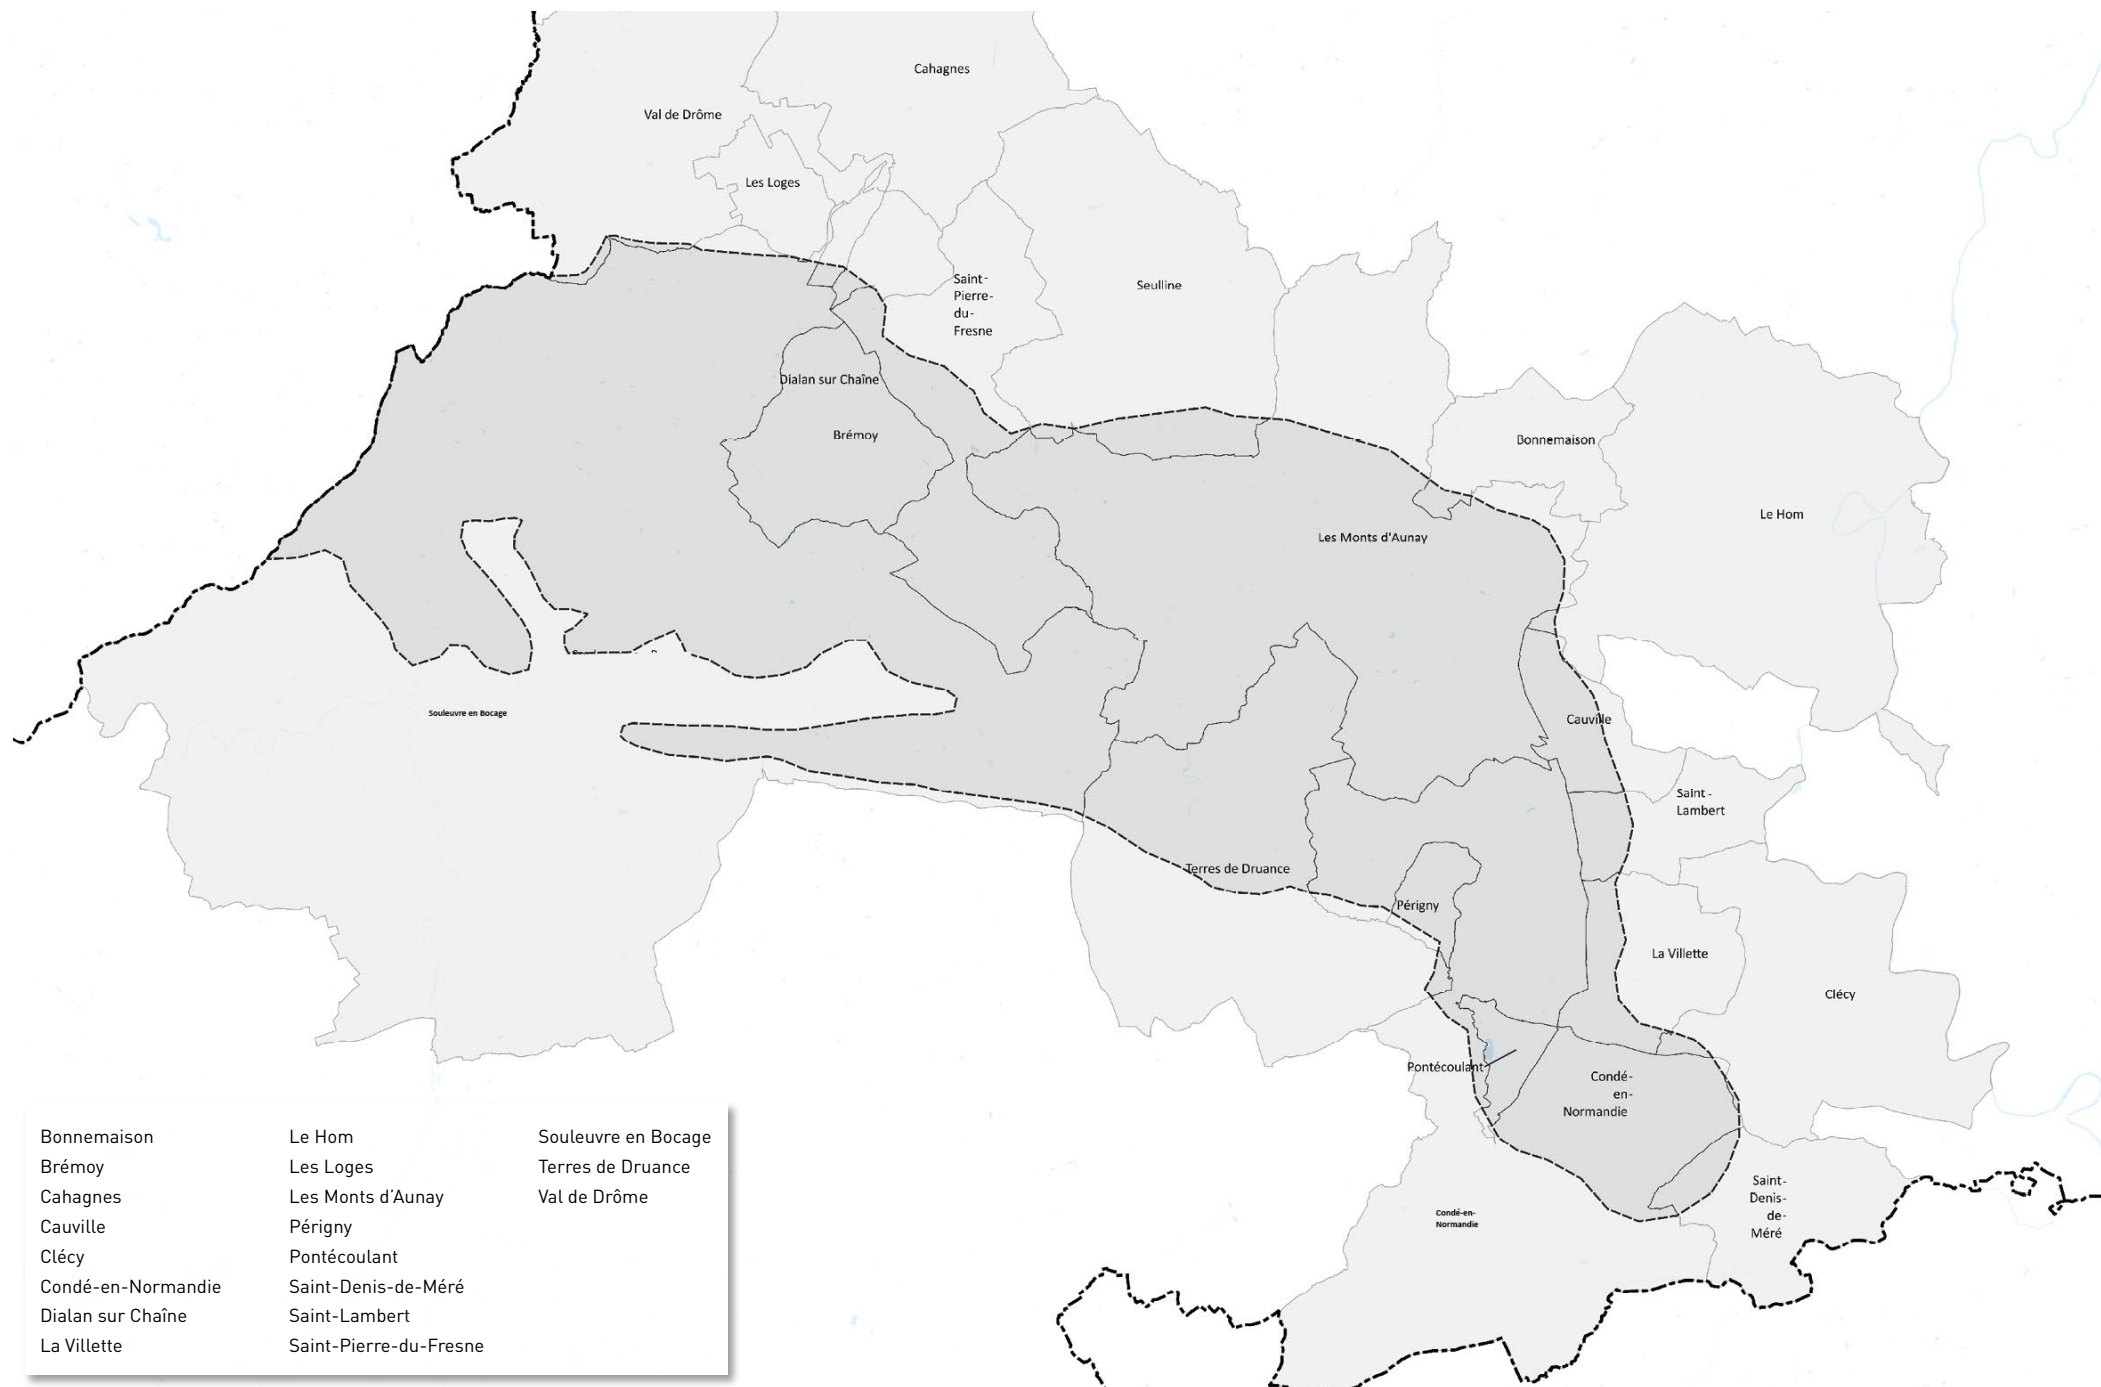 Cahagnes
Val de Drôme
Les Loges
Saint-
Pierre-
du-
Fresne
Seulline
Dialan sur Chaîne
Brémoy
Bonnemaison
Le Hom
Les Monts d'Aunay
Souleuvre en Bocage
Cauville
Saint -
Lambert
Terres de Druance
Périgny
La Villette
Clécy
Pontécoulant
Condé-
en-
Normandie
Saint-
Denis-
de-
Méré
Condé-en-
Normandie
Bonnemaison
Brémoy
Cahagnes
Cauville
Clécy
Condé-en-Normandie
Dialan sur Chaîne
La Villette
Le Hom
Les Loges
Les Monts d'Aunay
Périgny
Pontécoulant
Saint-Denis-de-Méré
Saint-Lambert
Saint-Pierre-du-Fresne
Souleuvre en Bocage
Terres de Druance
Val de Drôme